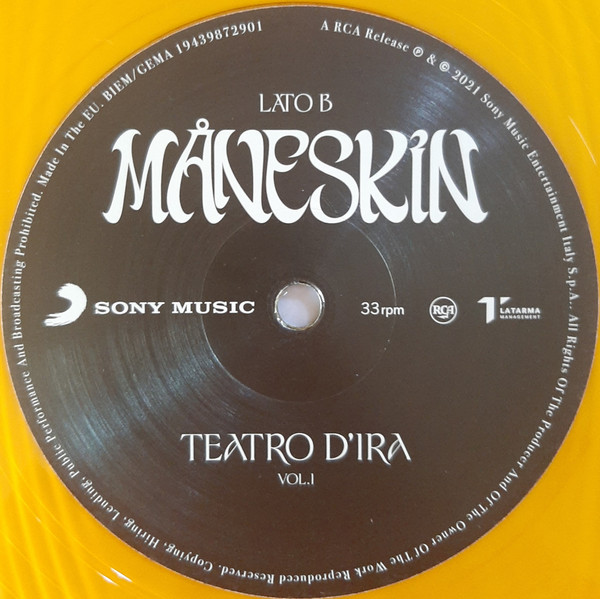 LATO B
MÅNESKIN
SONY MUSIC
33rpm
RCA
LATARMA
MANAGEMENT
TEATRO D'IRA
VOL.I
A RCA Release ℗ & © 2021 Sony Music Entertainment Italy S.p.A.. All Rights Of The Producer And Of The Owner Of The Work Reproduced Reserved. Copying, Hiring, Lending, Public Performance And Broadcasting Prohibited. Made In The EU. BIEM/GEMA 19439872901